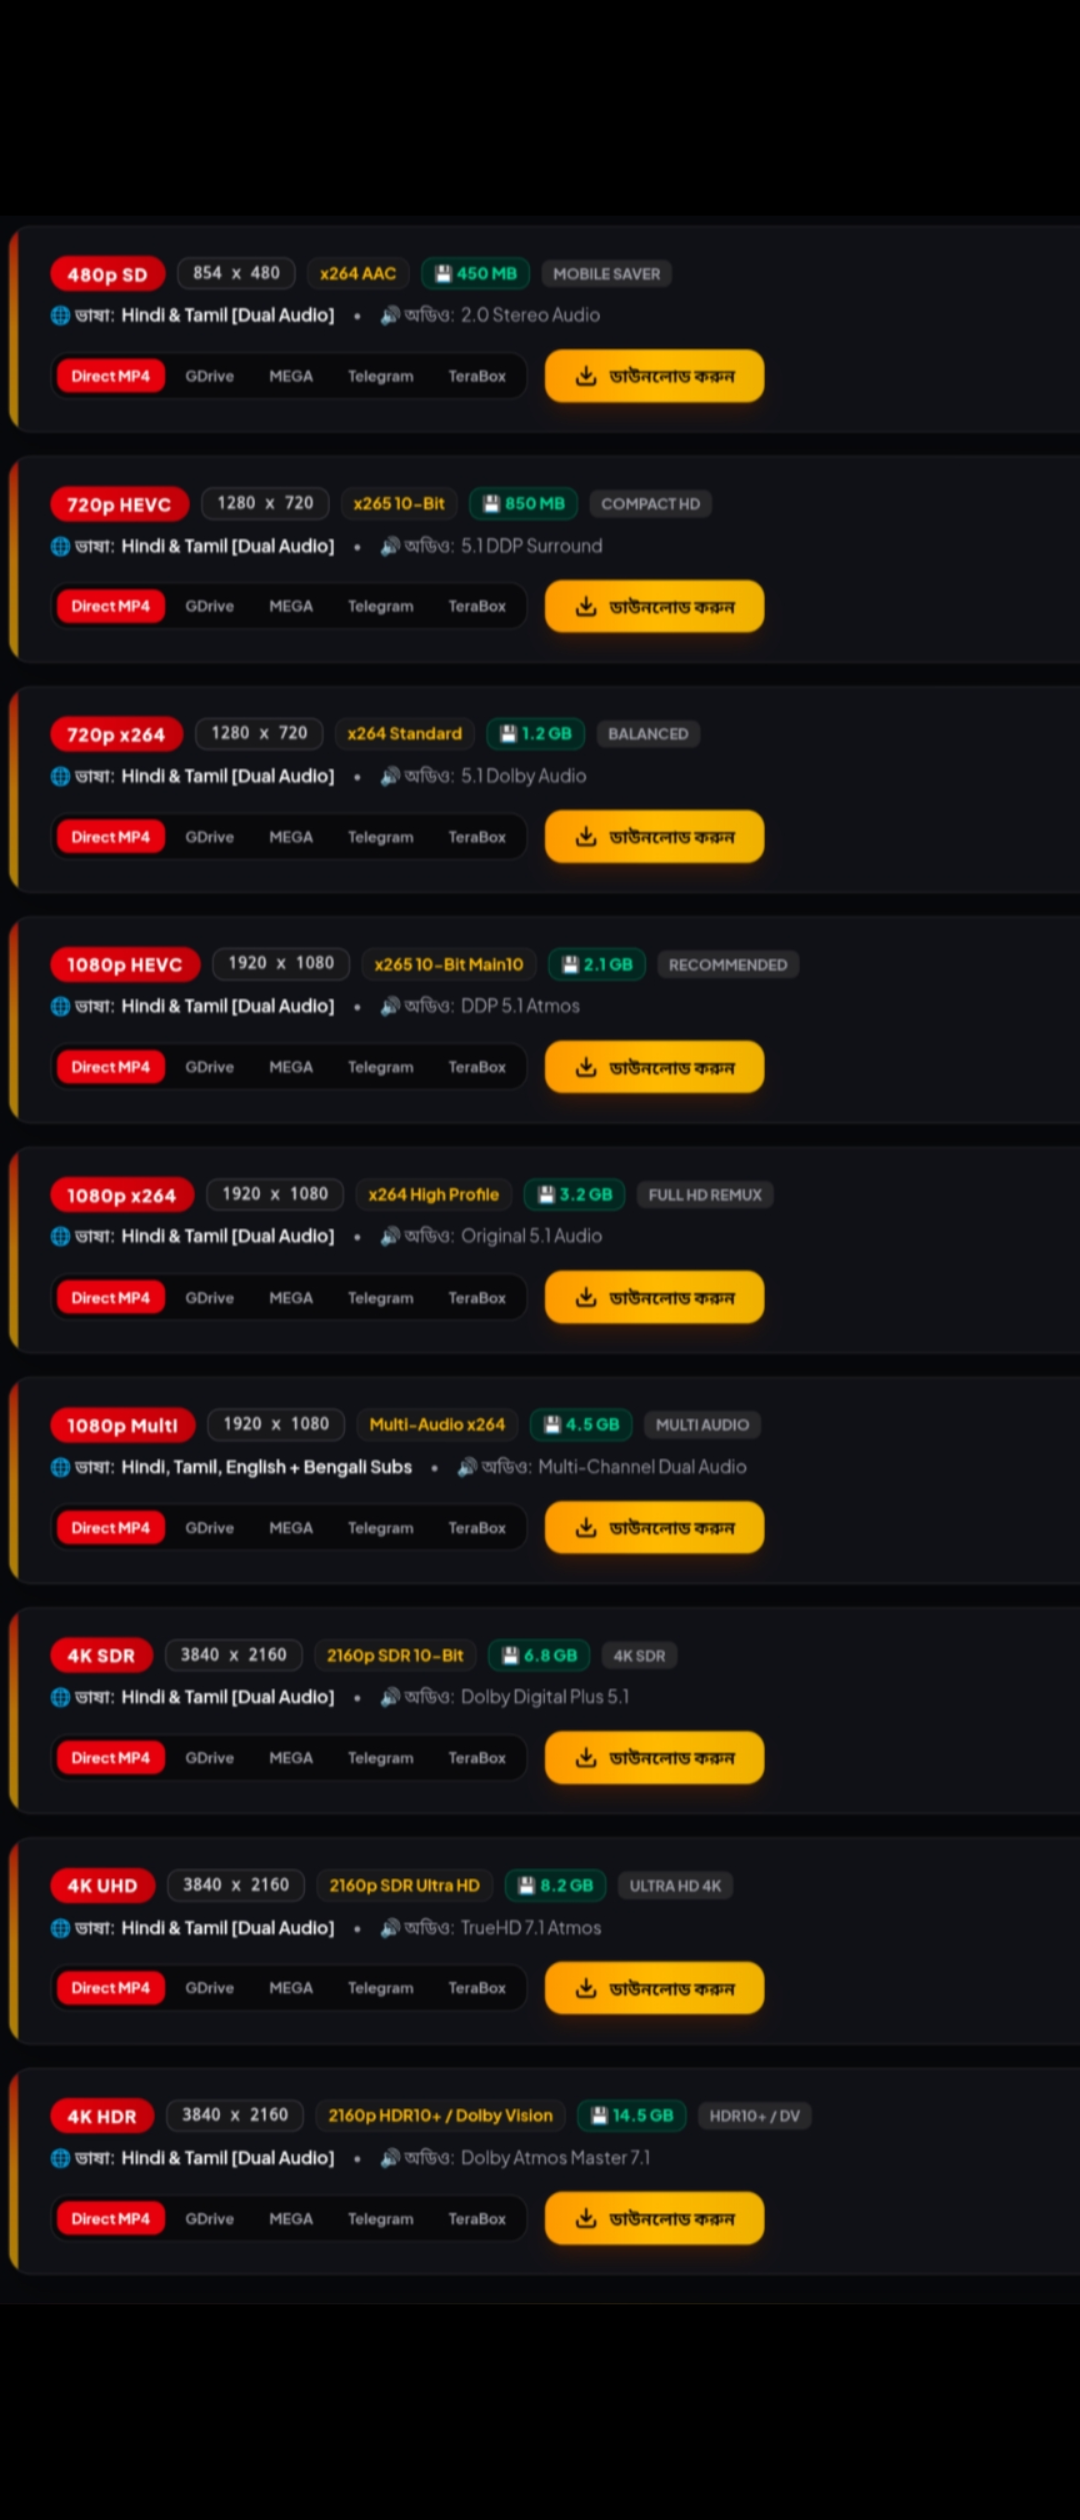 480p SD 854 x 480 x264 AAC 💾 450 MB MOBILE SAVER
🌐 ভাষা: Hindi & Tamil [Dual Audio] • 🔊 অডিও: 2.0 Stereo Audio
Direct MP4 GDrive MEGA Telegram TeraBox ডাউনলোড করুন
720p HEVC 1280 x 720 x265 10-Bit 💾 850 MB COMPACT HD
🌐 ভাষা: Hindi & Tamil [Dual Audio] • 🔊 অডিও: 5.1 DDP Surround
Direct MP4 GDrive MEGA Telegram TeraBox ডাউনলোড করুন
720p x264 1280 x 720 x264 Standard 💾 1.2 GB BALANCED
🌐 ভাষা: Hindi & Tamil [Dual Audio] • 🔊 অডিও: 5.1 Dolby Audio
Direct MP4 GDrive MEGA Telegram TeraBox ডাউনলোড করুন
1080p HEVC 1920 x 1080 x265 10-Bit Main10 💾 2.1 GB RECOMMENDED
🌐 ভাষা: Hindi & Tamil [Dual Audio] • 🔊 অডিও: DDP 5.1 Atmos
Direct MP4 GDrive MEGA Telegram TeraBox ডাউনলোড করুন
1080p x264 1920 x 1080 x264 High Profile 💾 3.2 GB FULL HD REMUX
🌐 ভাষা: Hindi & Tamil [Dual Audio] • 🔊 অডিও: Original 5.1 Audio
Direct MP4 GDrive MEGA Telegram TeraBox ডাউনলোড করুন
1080p Multi 1920 x 1080 Multi-Audio x264 💾 4.5 GB MULTI AUDIO
🌐 ভাষা: Hindi, Tamil, English + Bengali Subs • 🔊 অডিও: Multi-Channel Dual Audio
Direct MP4 GDrive MEGA Telegram TeraBox ডাউনলোড করুন
4K SDR 3840 x 2160 2160p SDR 10-Bit 💾 6.8 GB 4K SDR
🌐 ভাষা: Hindi & Tamil [Dual Audio] • 🔊 অডিও: Dolby Digital Plus 5.1
Direct MP4 GDrive MEGA Telegram TeraBox ডাউনলোড করুন
4K UHD 3840 x 2160 2160p SDR Ultra HD 💾 8.2 GB ULTRA HD 4K
🌐 ভাষা: Hindi & Tamil [Dual Audio] • 🔊 অডিও: TrueHD 7.1 Atmos
Direct MP4 GDrive MEGA Telegram TeraBox ডাউনলোড করুন
4K HDR 3840 x 2160 2160p HDR10+ / Dolby Vision 💾 14.5 GB HDR10+ / DV
🌐 ভাষা: Hindi & Tamil [Dual Audio] • 🔊 অডিও: Dolby Atmos Master 7.1
Direct MP4 GDrive MEGA Telegram TeraBox ডাউনলোড করুন